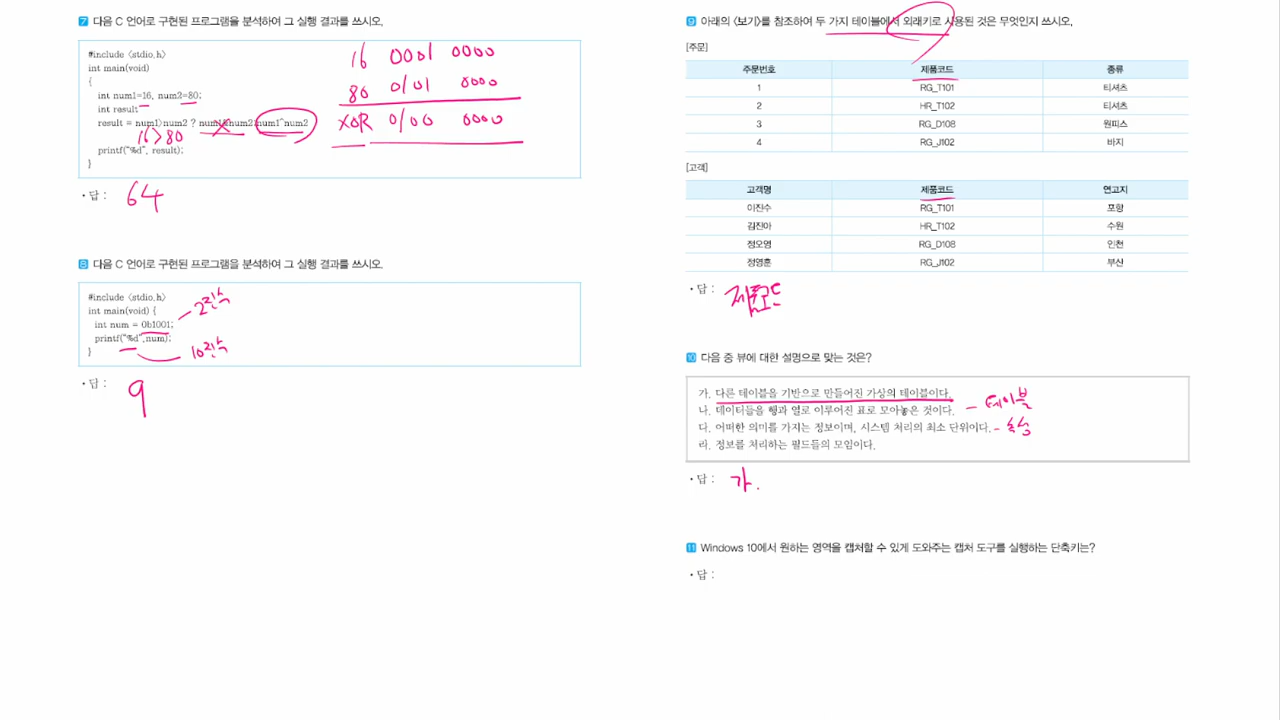 7 다음 C 언어로 구현된 프로그램을 분석하여 그 실행 결과를 쓰시오.
#include <stdio.h>
int main(void)
{
int num1=16, num2=80;
int result
result = num1>num2 ? num1&num2:num1^num2
16>80
printf("%d", result);
}
16 0001 0000
80 0101 0000
XOR 0100 0000
• 답 : 64
8 다음 C 언어로 구현된 프로그램을 분석하여 그 실행 결과를 쓰시오.
#include <stdio.h>
int main(void) {
int num = 0b1001; - 2진수
printf("%d",num);
} 10진수
• 답 : 9
9 아래의 <보기>를 참조하여 두 가지 테이블에서 외래키로 사용된 것은 무엇인지 쓰시오.
[주문]
주문번호 제품코드 종류
1 RG_T101 티셔츠
2 HR_T102 티셔츠
3 RG_D108 원피스
4 RG_J102 바지
[고객]
고객명 제품코드 연고지
이진수 RG_T101 포항
김진아 HR_T102 수원
정오영 RG_D108 인천
정영훈 RG_J102 부산
• 답 : 제품코드
10 다음 중 뷰에 대한 설명으로 맞는 것은?
가. 다른 테이블을 기반으로 만들어진 가상의 테이블이다.
나. 데이터들을 행과 열로 이루어진 표로 모아놓은 것이다. - 테이블
디. 어떠한 의미를 가지는 정보이며, 시스템 처리의 최소 단위이다. - 속성
라. 정보를 처리하는 필드들의 모임이다.
• 답 : 가.
11 Windows 10에서 원하는 영역을 캡처할 수 있게 도와주는 캡처 도구를 실행하는 단축키는?
• 답 :